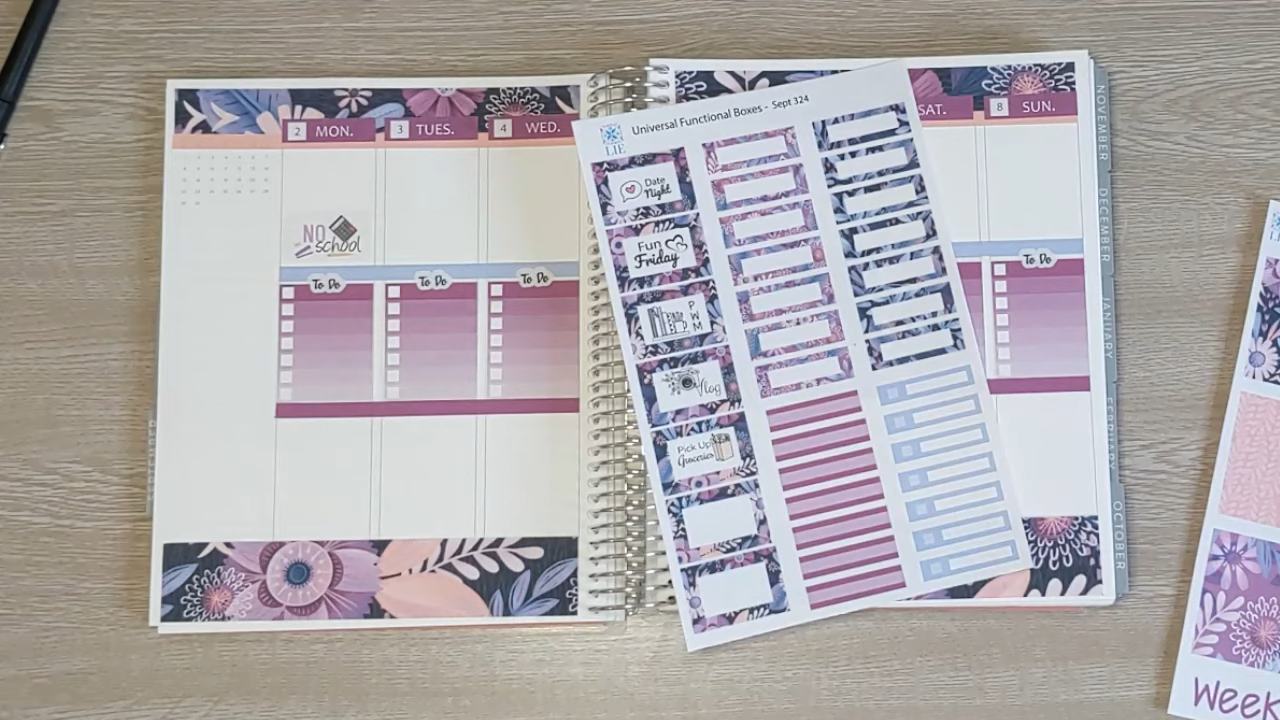 2 MON.
3 TUES.
4 WED.
SAT.
8 SUN.
NO
school
To Do
To Do
To Do
To Do
LIE
Universal Functional Boxes - Sept 324
Date
Night
Fun
Friday
P
W
M
Vlog
Pick Up
Groceries
NOVEMBER
DECEMBER
JANUARY
FEBRUARY
OCTOBER
Week